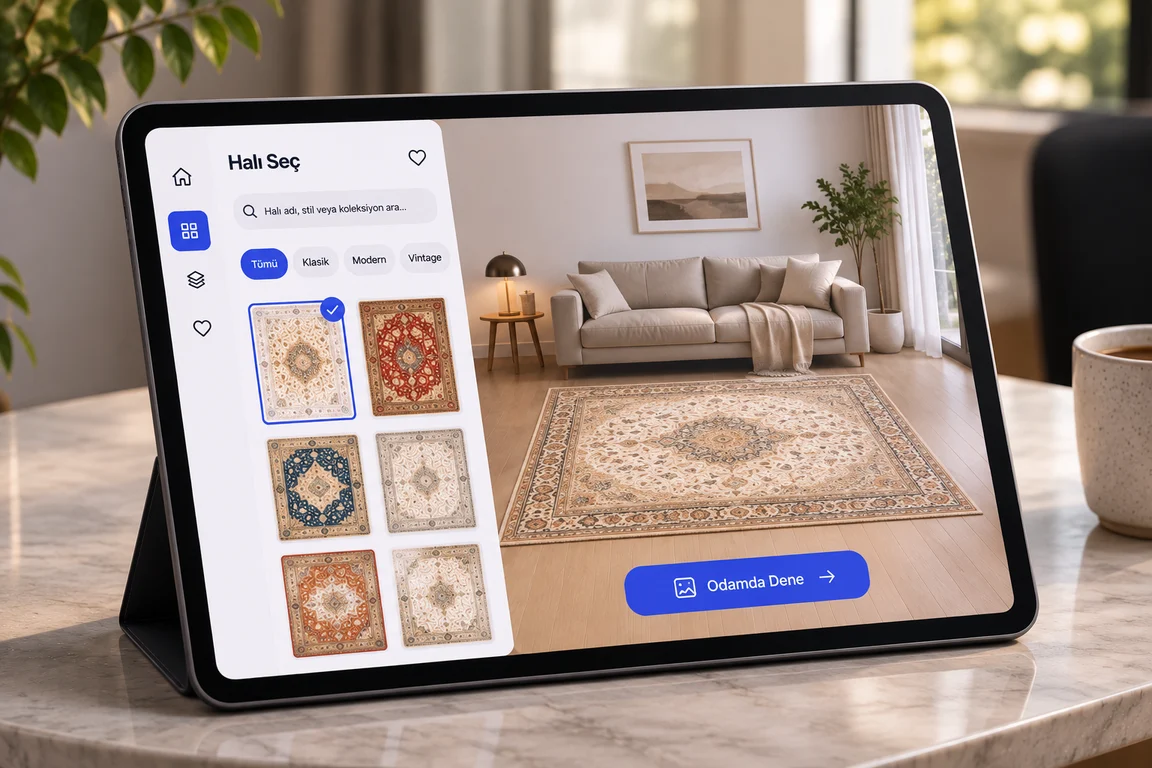 Halı Seç
Halı adı, stil veya koleksiyon ara...
Tümü Klasik Modern Vintage
Odamda Dene